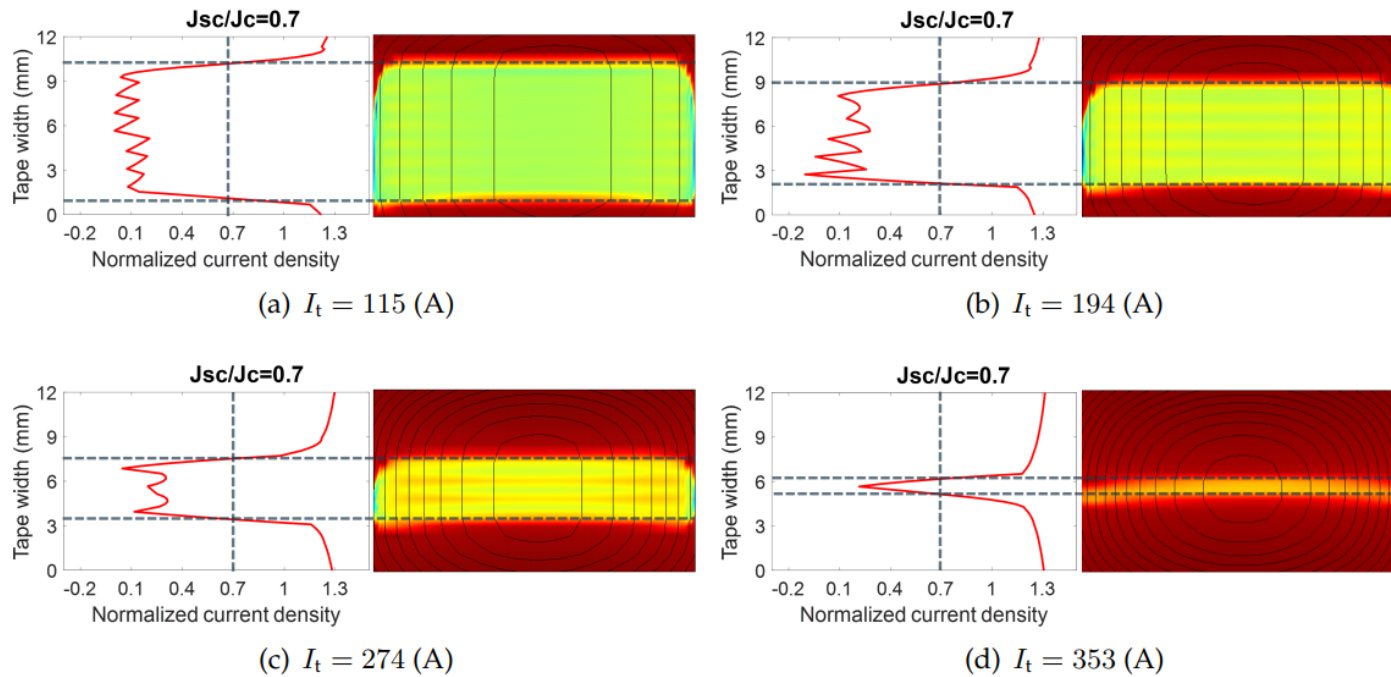 Jsc/Jc=0.7
12
9
6
3
0
Tape width (mm)
-0.2 0.1 0.4 0.7 1 1.3
Normalized current density
(a) It = 115 (A)
Jsc/Jc=0.7
12
9
6
3
0
Tape width (mm)
-0.2 0.1 0.4 0.7 1 1.3
Normalized current density
(b) It = 194 (A)
Jsc/Jc=0.7
12
9
6
3
0
Tape width (mm)
-0.2 0.1 0.4 0.7 1 1.3
Normalized current density
(c) It = 274 (A)
Jsc/Jc=0.7
12
9
6
3
0
Tape width (mm)
-0.2 0.1 0.4 0.7 1 1.3
Normalized current density
(d) It = 353 (A)